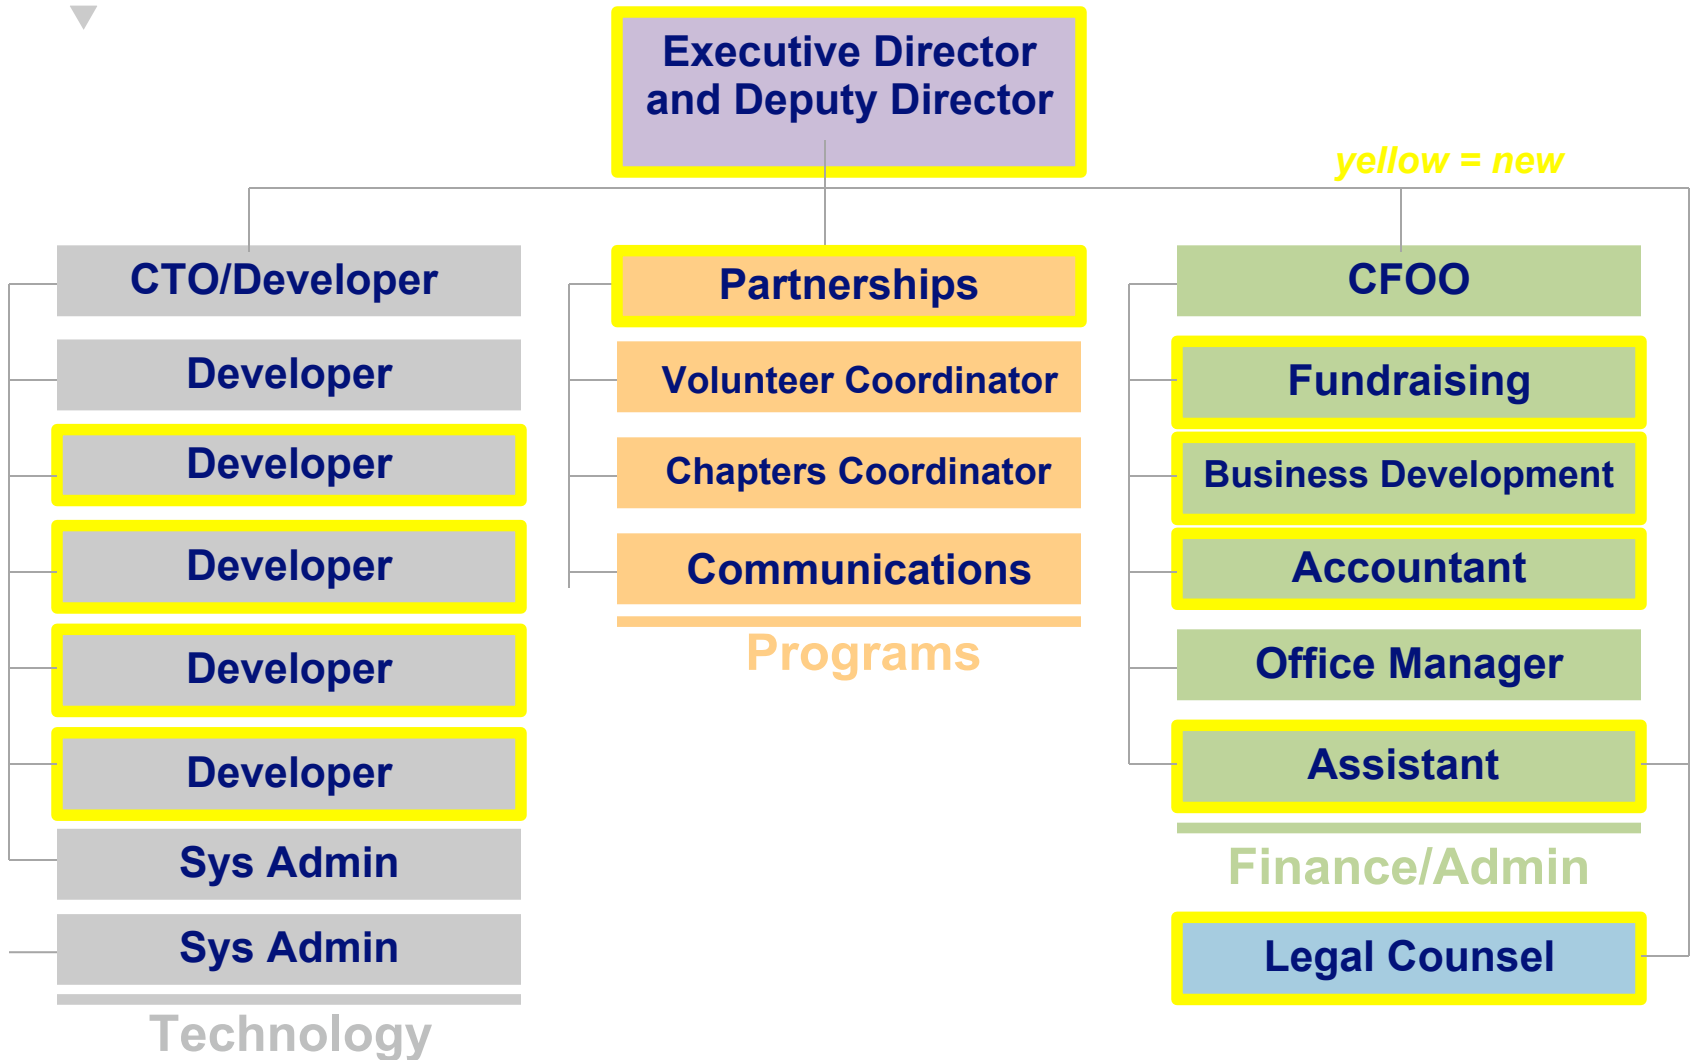 Executive Director
and Deputy Director
yellow = new
CTO/Developer
Developer
Developer
Developer
Developer
Developer
Sys Admin
Sys Admin
Technology
Partnerships
Volunteer Coordinator
Chapters Coordinator
Communications
Programs
CFOO
Fundraising
Business Development
Accountant
Office Manager
Assistant
Finance/Admin
Legal Counsel